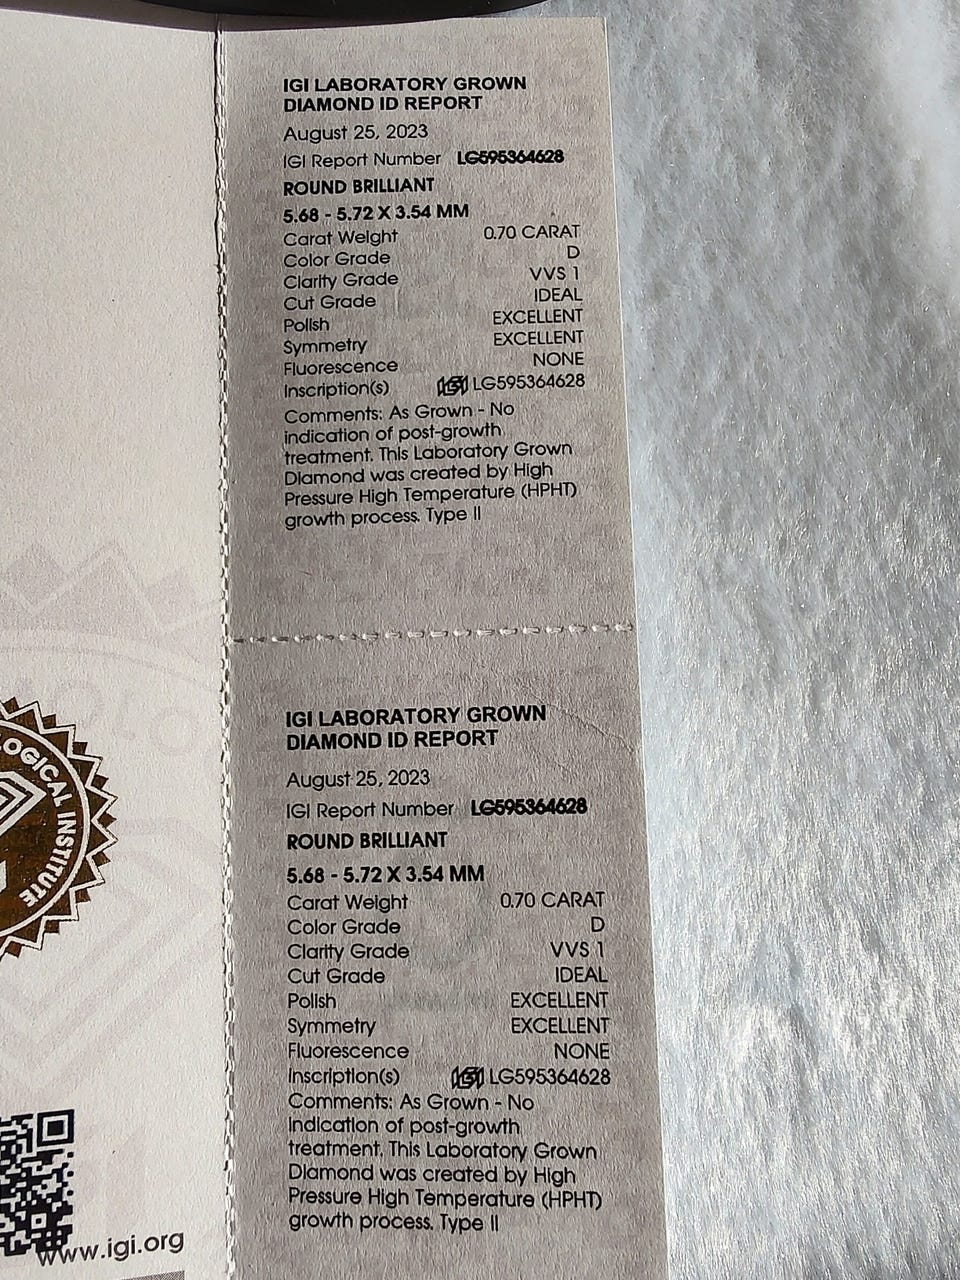 IGI LABORATORY GROWN
DIAMOND ID REPORT
August 25, 2023
IGI Report Number LG595364628
ROUND BRILLIANT
5.68 - 5.72 X 3.54 MM
Carat Weight 0.70 CARAT
Color Grade D
Clarity Grade VVS 1
Cut Grade IDEAL
Polish EXCELLENT
Symmetry EXCELLENT
Fluorescence NONE
Inscription(s) IGI LG595364628
Comments: As Grown - No
indication of post-growth
treatment. This Laboratory Grown
Diamond was created by High
Pressure High Temperature (HPHT)
growth process. Type II
IGI LABORATORY GROWN
DIAMOND ID REPORT
August 25, 2023
IGI Report Number LG595364628
ROUND BRILLIANT
5.68 - 5.72 X 3.54 MM
Carat Weight 0.70 CARAT
Color Grade D
Clarity Grade VVS 1
Cut Grade IDEAL
Polish EXCELLENT
Symmetry EXCELLENT
Fluorescence NONE
Inscription(s) IGI LG595364628
Comments: As Grown - No
indication of post-growth
treatment. This Laboratory Grown
Diamond was created by High
Pressure High Temperature (HPHT)
growth process. Type II
LOGICAL INSTITUTE
www.igi.org